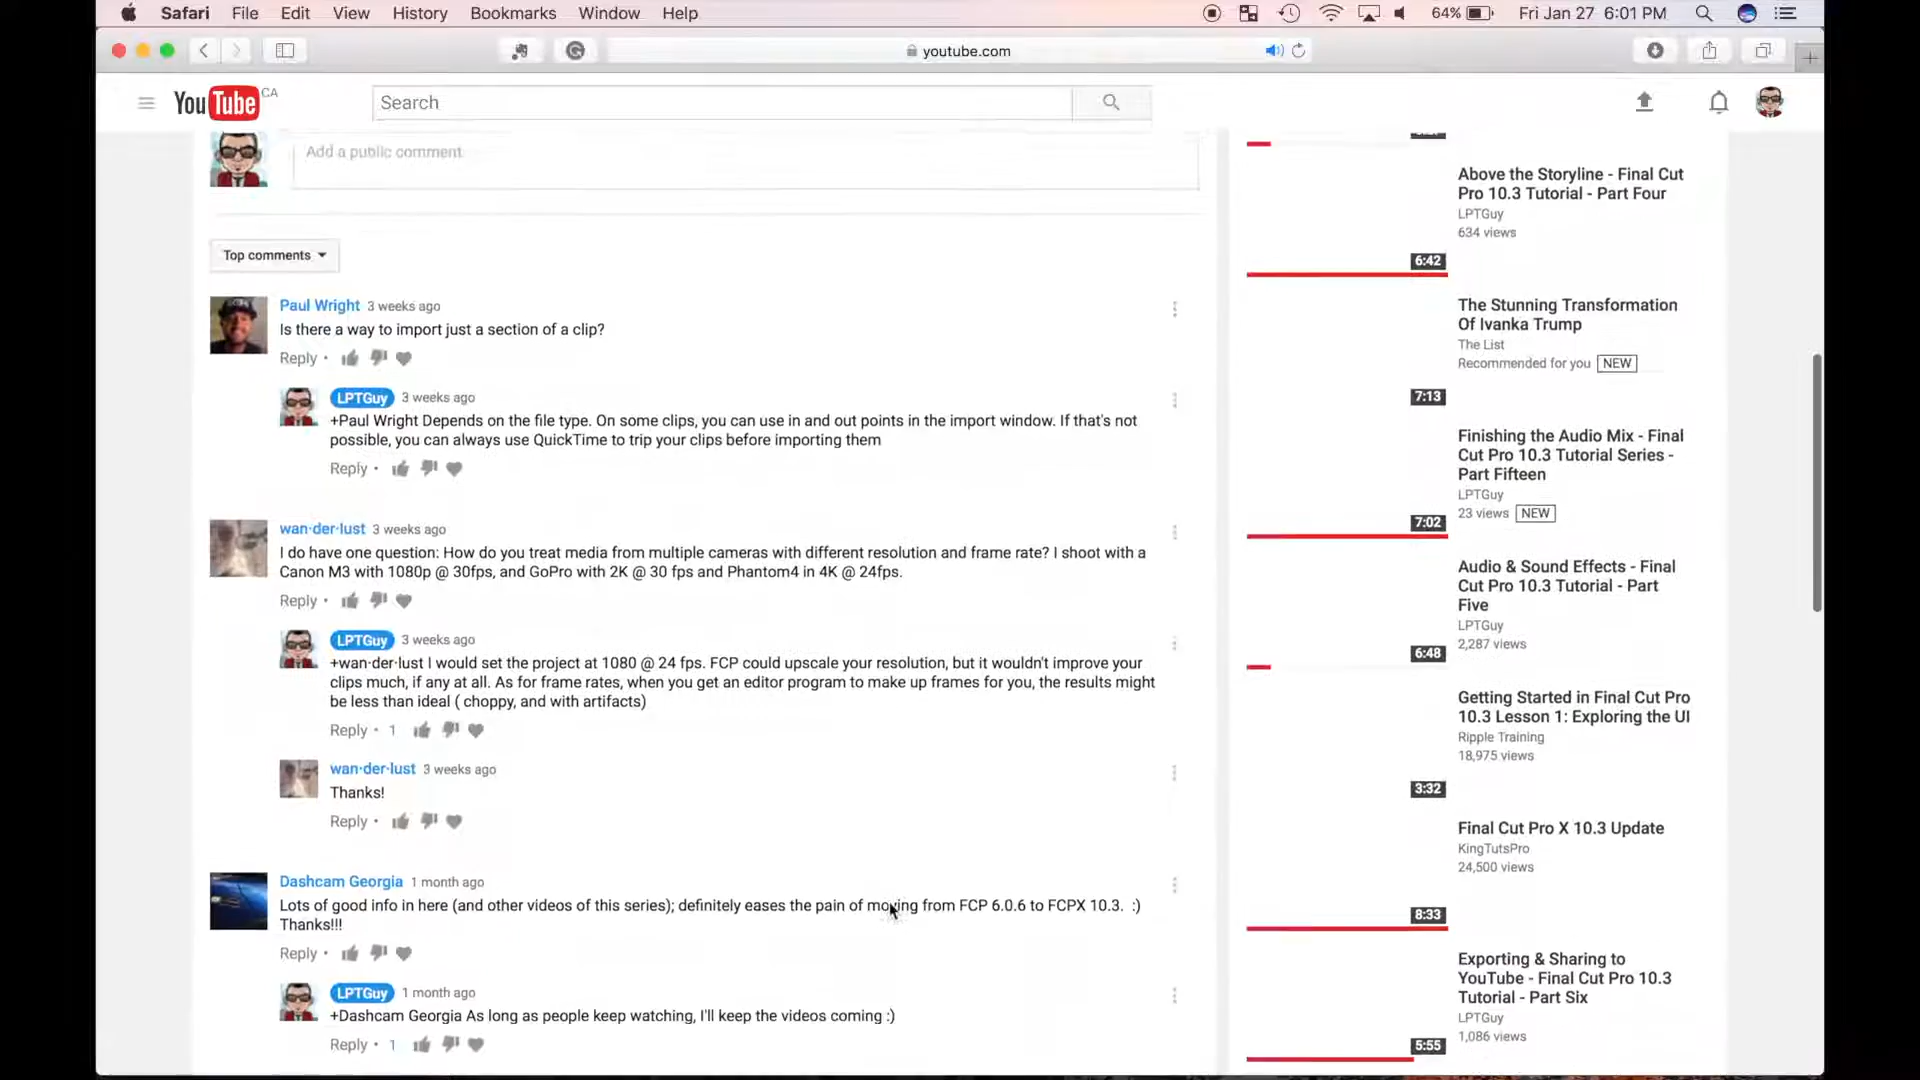 Safari File Edit View History Bookmarks Window Help 64% Fri Jan 27 6:01 PM
youtube.com
YouTube CA Search
Add a public comment
Top comments
Paul Wright 3 weeks ago
Is there a way to import just a section of a clip?
Reply •
LPTGuy 3 weeks ago
+Paul Wright Depends on the file type. On some clips, you can use in and out points in the import window. If that's not
possible, you can always use QuickTime to trip your clips before importing them
Reply •
wan·der·lust 3 weeks ago
I do have one question: How do you treat media from multiple cameras with different resolution and frame rate? I shoot with a
Canon M3 with 1080p @ 30fps, and GoPro with 2K @ 30 fps and Phantom4 in 4K @ 24fps.
Reply •
LPTGuy 3 weeks ago
+wan·der·lust I would set the project at 1080 @ 24 fps. FCP could upscale your resolution, but it wouldn't improve your
clips much, if any at all. As for frame rates, when you get an editor program to make up frames for you, the results might
be less than ideal ( choppy, and with artifacts)
Reply • 1
wan·der·lust 3 weeks ago
Thanks!
Reply •
Dashcam Georgia 1 month ago
Lots of good info in here (and other videos of this series); definitely eases the pain of moving from FCP 6.0.6 to FCPX 10.3. :)
Thanks!!!
Reply •
LPTGuy 1 month ago
+Dashcam Georgia As long as people keep watching, I'll keep the videos coming :)
Reply • 1
Above the Storyline - Final Cut
Pro 10.3 Tutorial - Part Four
LPTGuy
634 views
6:42
The Stunning Transformation
Of Ivanka Trump
The List
Recommended for you NEW
7:13
Finishing the Audio Mix - Final
Cut Pro 10.3 Tutorial Series -
Part Fifteen
LPTGuy
23 views NEW
7:02
Audio & Sound Effects - Final
Cut Pro 10.3 Tutorial - Part
Five
LPTGuy
2,287 views
6:48
Getting Started in Final Cut Pro
10.3 Lesson 1: Exploring the UI
Ripple Training
18,975 views
3:32
Final Cut Pro X 10.3 Update
KingTutsPro
24,500 views
8:33
Exporting & Sharing to
YouTube - Final Cut Pro 10.3
Tutorial - Part Six
LPTGuy
1,086 views
5:55